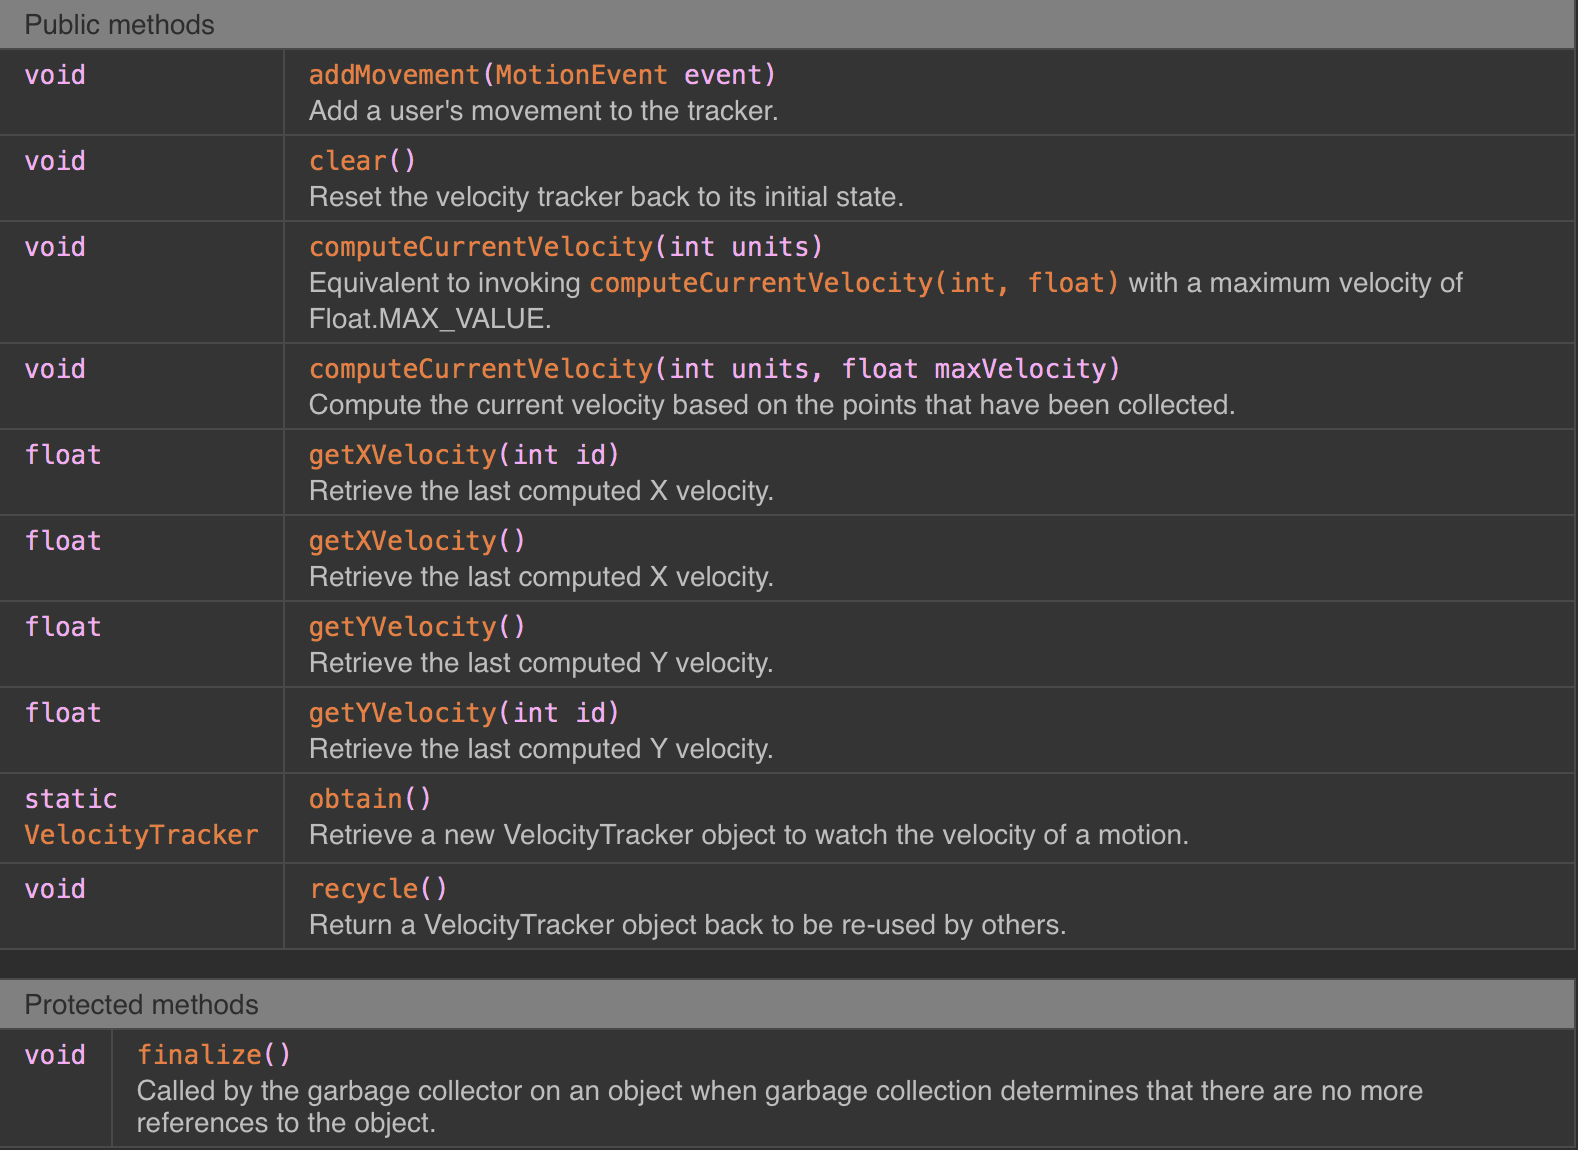 Public methods
void addMovement(MotionEvent event)
Add a user's movement to the tracker.
void clear()
Reset the velocity tracker back to its initial state.
void computeCurrentVelocity(int units)
Equivalent to invoking computeCurrentVelocity(int, float) with a maximum velocity of
Float.MAX_VALUE.
void computeCurrentVelocity(int units, float maxVelocity)
Compute the current velocity based on the points that have been collected.
float getXVelocity(int id)
Retrieve the last computed X velocity.
float getXVelocity()
Retrieve the last computed X velocity.
float getYVelocity()
Retrieve the last computed Y velocity.
float getYVelocity(int id)
Retrieve the last computed Y velocity.
static obtain()
VelocityTracker Retrieve a new VelocityTracker object to watch the velocity of a motion.
void recycle()
Return a VelocityTracker object back to be re-used by others.
Protected methods
void finalize()
Called by the garbage collector on an object when garbage collection determines that there are no more
references to the object.